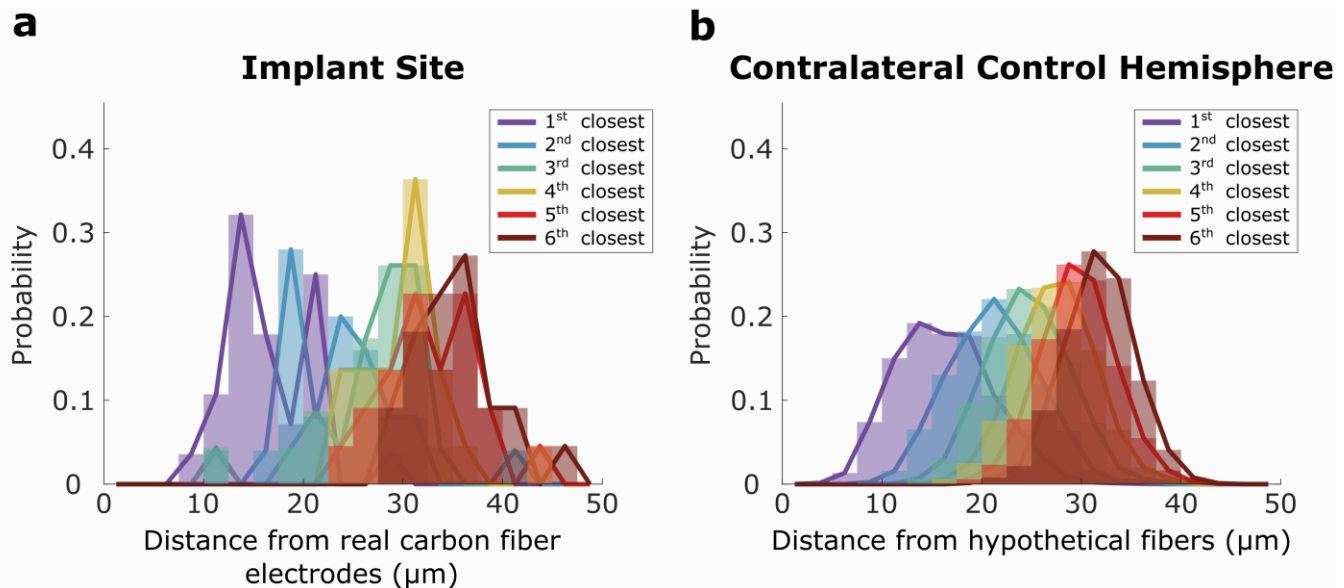 a
Implant Site
0.4
0.3
0.2
0.1
0
Probability
1st closest
2nd closest
3rd closest
4th closest
5th closest
6th closest
0 10 20 30 40 50
Distance from real carbon fiber
electrodes (µm)
b
Contralateral Control Hemisphere
0.4
0.3
0.2
0.1
0
Probability
1st closest
2nd closest
3rd closest
4th closest
5th closest
6th closest
0 10 20 30 40 50
Distance from hypothetical fibers (µm)